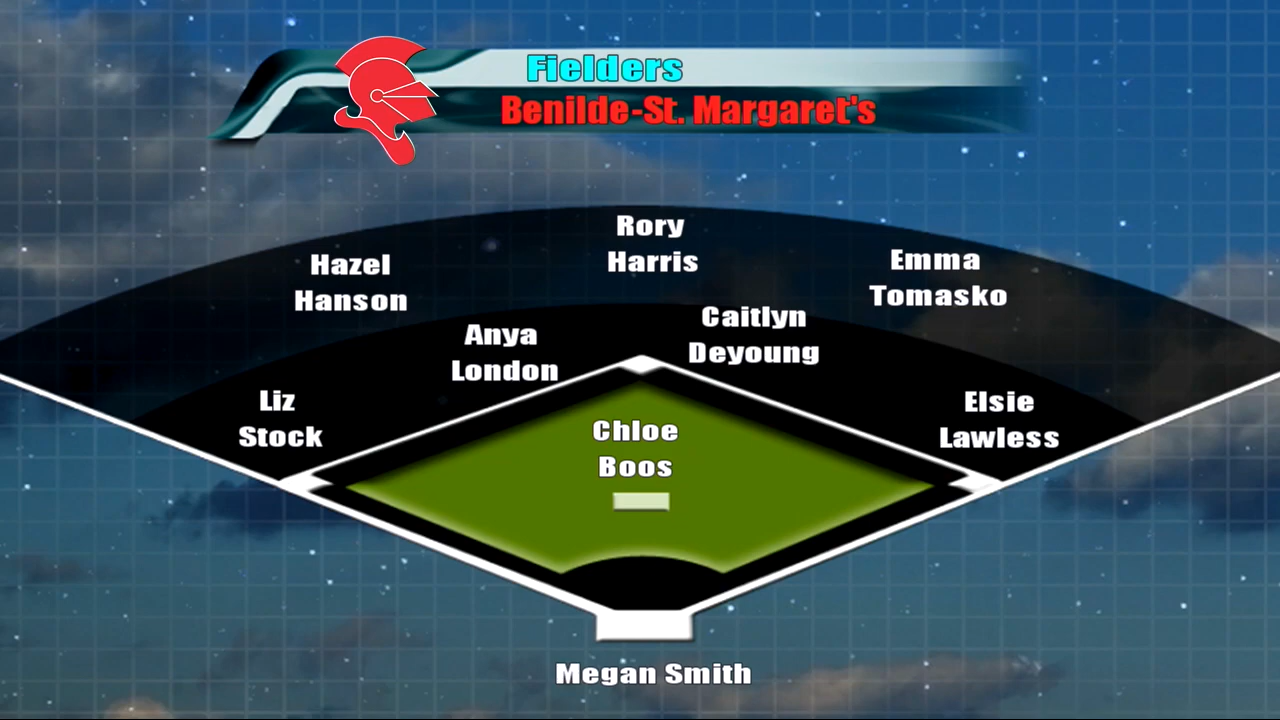 Fielders
Benilde-St. Margaret's
Rory
Harris
Hazel
Hanson
Emma
Tomasko
Anya
London
Caitlyn
Deyoung
Liz
Stock
Elsie
Lawless
Chloe
Boos
Megan Smith